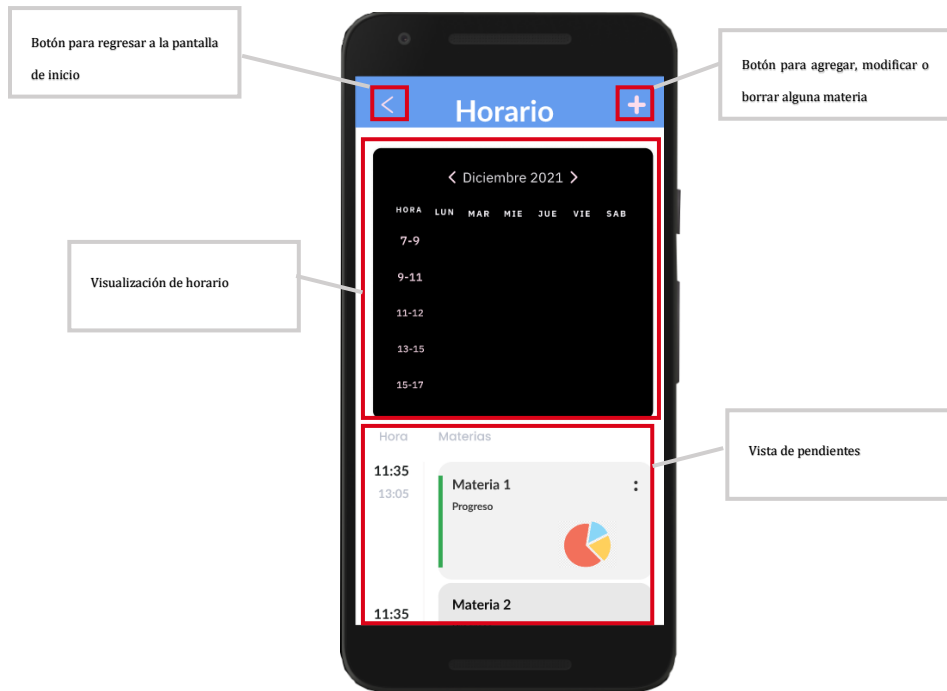 Botón para regresar a la pantalla
de inicio
Botón para agregar, modificar o
borrar alguna materia
Horario
Diciembre 2021
HORA LUN MAR MIE JUE VIE SAB
7-9
9-11
11-12
13-15
15-17
Visualización de horario
Hora Materias
11:35
13:05
Materia 1
Progreso
Vista de pendientes
11:35
Materia 2